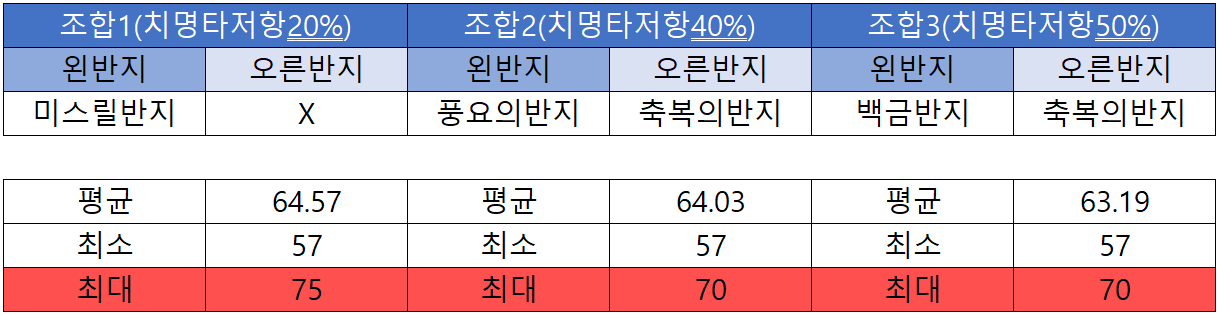 조합1(치명타저항20%) 조합2(치명타저항40%) 조합3(치명타저항50%)
왼반지 오른반지 왼반지 오른반지 왼반지 오른반지
미스릴반지 X 풍요의반지 축복의반지 백금반지 축복의반지
평균 64.57 평균 64.03 평균 63.19
최소 57 최소 57 최소 57
최대 75 최대 70 최대 70